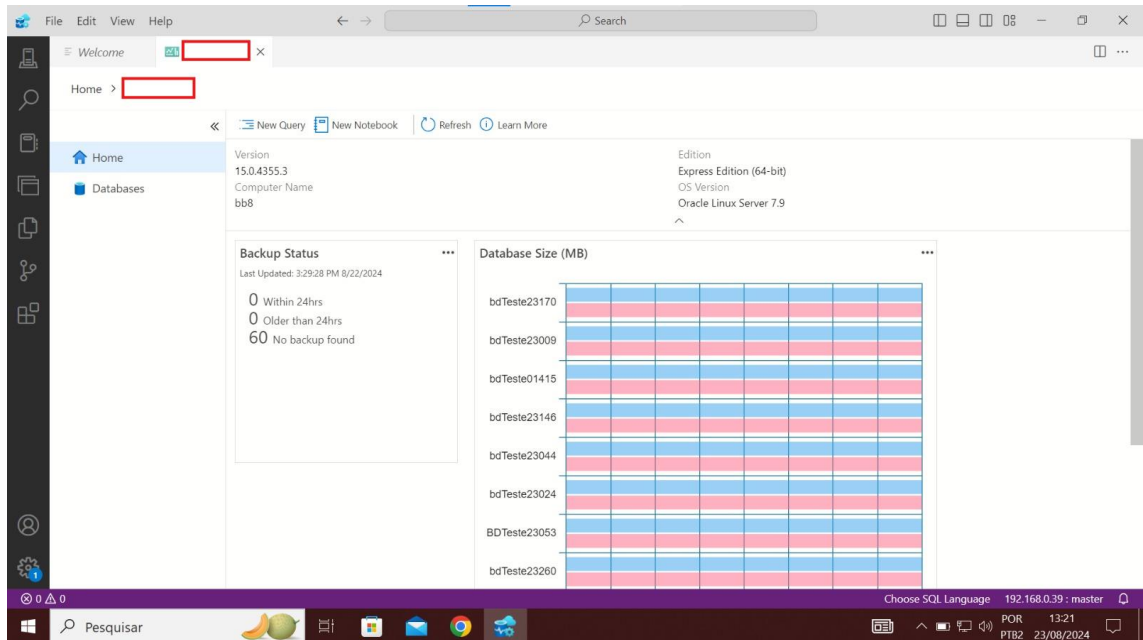 File Edit View Help
Search
Welcome
Home >
New Query New Notebook Refresh Learn More
Home
Databases
Version
15.0.4355.3
Computer Name
bb8
Edition
Express Edition (64-bit)
OS Version
Oracle Linux Server 7.9
Backup Status
Last Updated: 3:29:28 PM 8/22/2024
0 Within 24hrs
0 Older than 24hrs
60 No backup found
Database Size (MB)
bdTeste23170
bdTeste23009
bdTeste01415
bdTeste23146
bdTeste23044
bdTeste23024
BDTeste23053
bdTeste23260
1
0 0
Choose SQL Language 192.168.0.39 : master
Pesquisar
POR 13:21
PTB2 23/08/2024